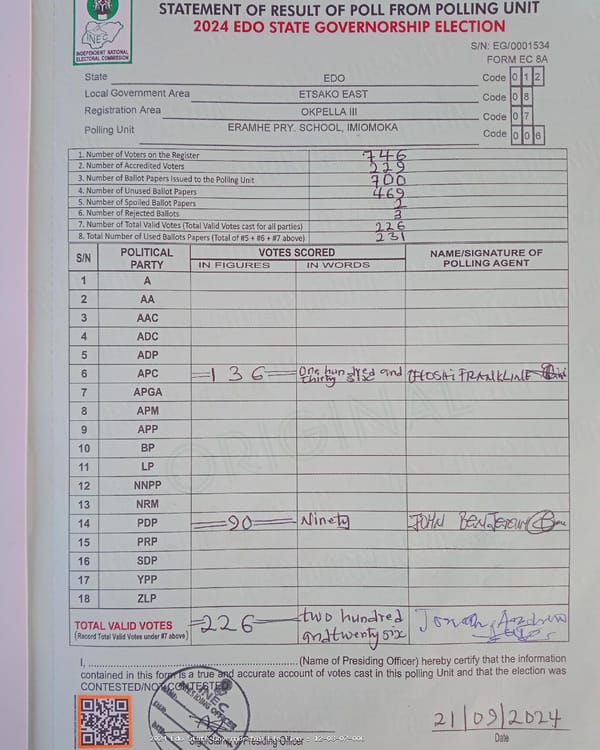 STATEMENT OF RESULT OF POLL FROM POLLING UNIT
2024 EDO STATE GOVERNORSHIP ELECTION
INEC
INDEPENDENT NATIONAL
ELECTORAL COMMISSION
S/N: EG/0001534
FORM EC 8A
State EDO Code 0 1 2
Local Government Area ETSAKO EAST Code 0 8
Registration Area OKPELLA III Code 0 7
Polling Unit ERAMHE PRY. SCHOOL, IMIOMOKA Code 0 0 6
1. Number of Voters on the Register 746
2. Number of Accredited Voters 229
3. Number of Ballot Papers Issued to the Polling Unit 700
4. Number of Unused Ballot Papers 469
5. Number of Spoiled Ballot Papers 2
6. Number of Rejected Ballots 3
7. Number of Total Valid Votes (Total Valid Votes cast for all parties) 226
8. Total Number of Used Ballots Papers (Total of #5 + #6 + #7 above) 231
S/N POLITICAL PARTY VOTES SCORED NAME/SIGNATURE OF POLLING AGENT
IN FIGURES IN WORDS
1 A
2 AA
3 AAC
4 ADC
5 ADP
6 APC =136= One hundred and thirty six FRANKLINE
7 APGA
8 APM
9 APP
10 BP
11 LP
12 NNPP
13 NRM
14 PDP =90= Ninety JOHN
15 PRP
16 SDP
17 YPP
18 ZLP
ORIGINAL
TOTAL VALID VOTES =226= two hundred and twenty six Jonah Andrew
(Record Total Valid Votes under #7 above)
I, ........................................................ (Name of Presiding Officer) hereby certify that the information
contained in this form is a true and accurate account of votes cast in this polling Unit and that the election was
CONTESTED/NOT CONTESTED
INEC
21/09/2024
Sign/Stamp of Presiding Officer
Date